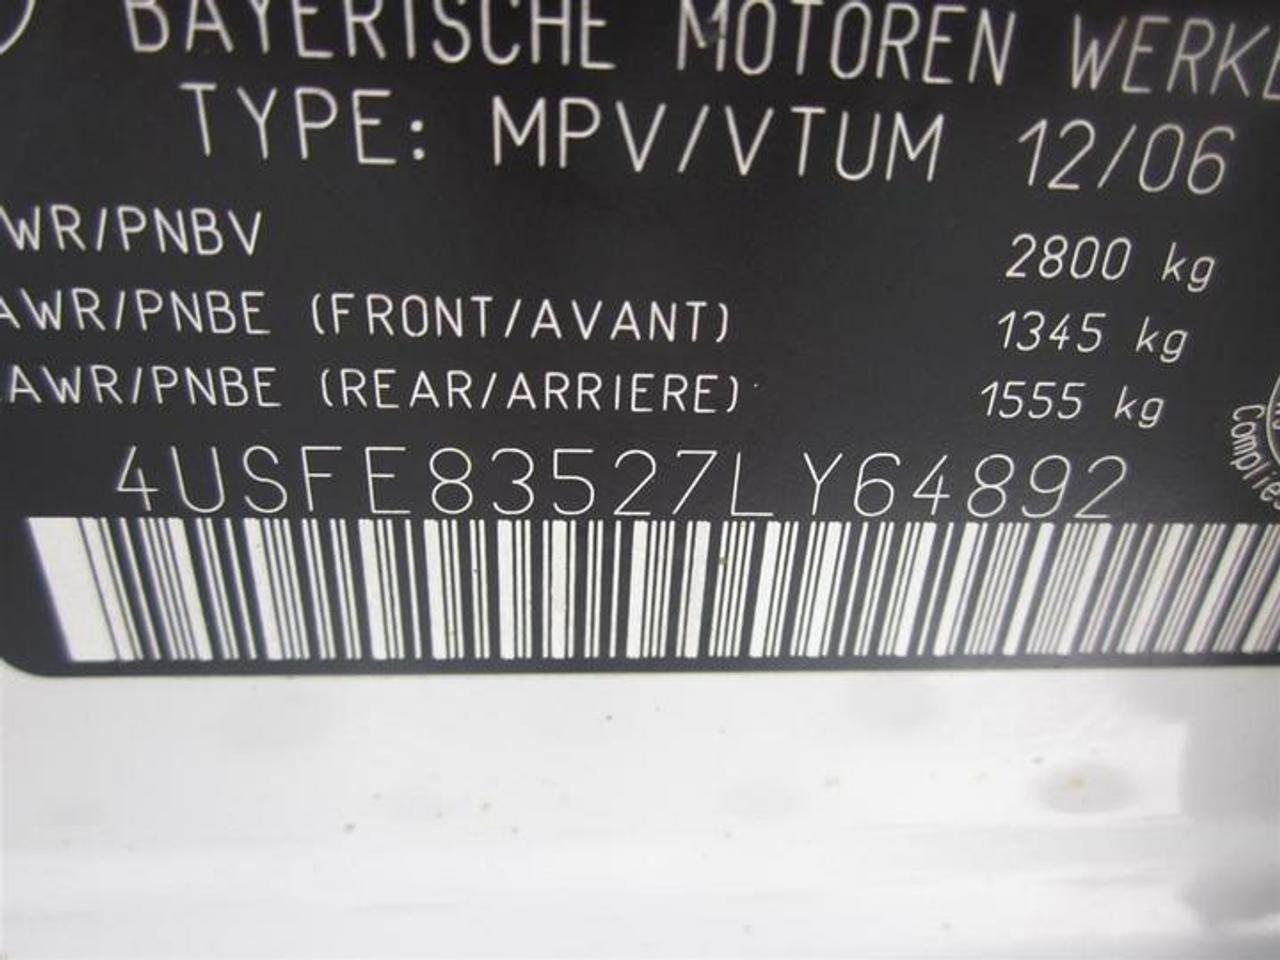 BAYERISCHE MOTOREN WERKE
TYPE: MPV/VTUM 12/06
WR/PNBV 2800 kg
AWR/PNBE (FRONT/AVANT) 1345 kg
AWR/PNBE (REAR/ARRIERE) 1555 kg
4USFE83527LY64892
Complie